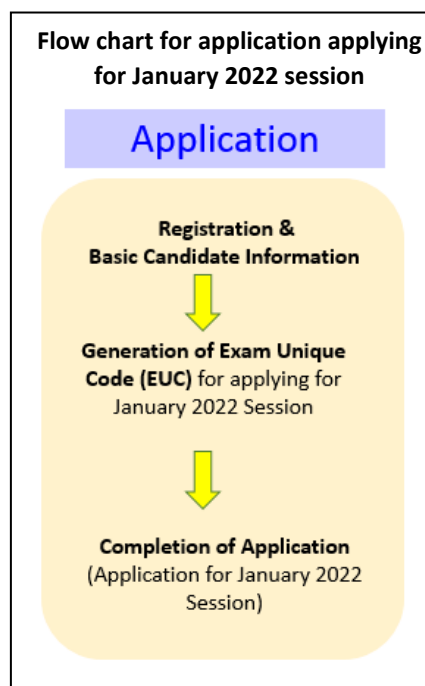 Flow chart for application applying
for January 2022 session
Application
Registration &
Basic Candidate Information
Generation of Exam Unique
Code (EUC) for applying for
January 2022 Session
Completion of Application
(Application for January 2022
Session)